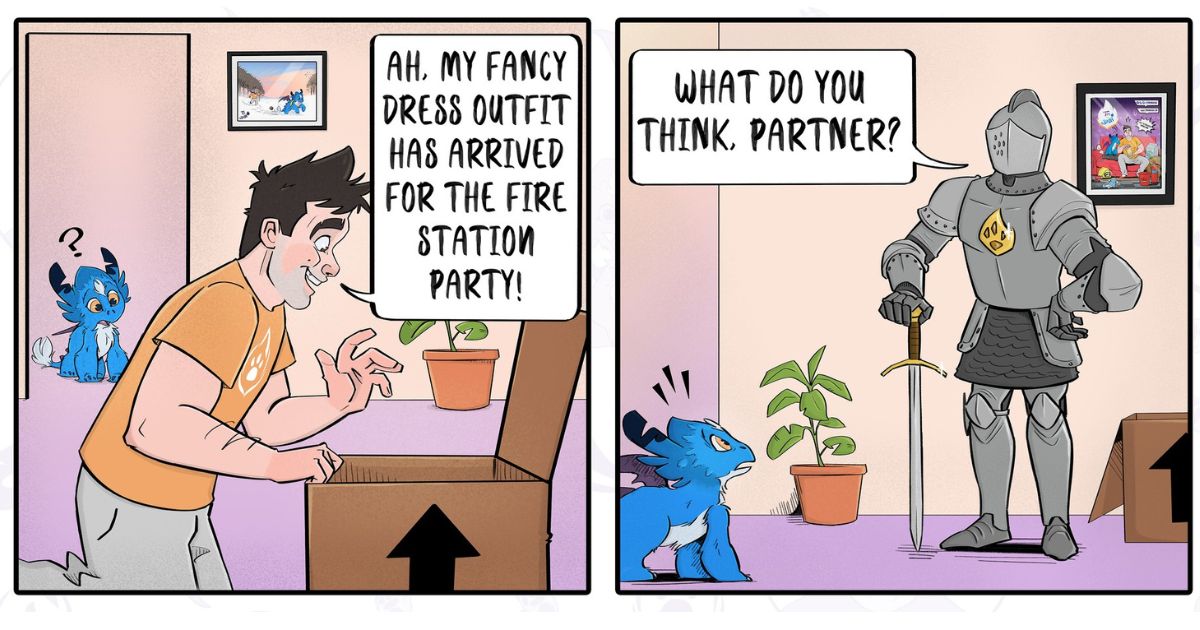 AH, MY FANCY
DRESS OUTFIT
HAS ARRIVED
FOR THE FIRE
STATION
PARTY!
?
WHAT DO YOU
THINK, PARTNER?